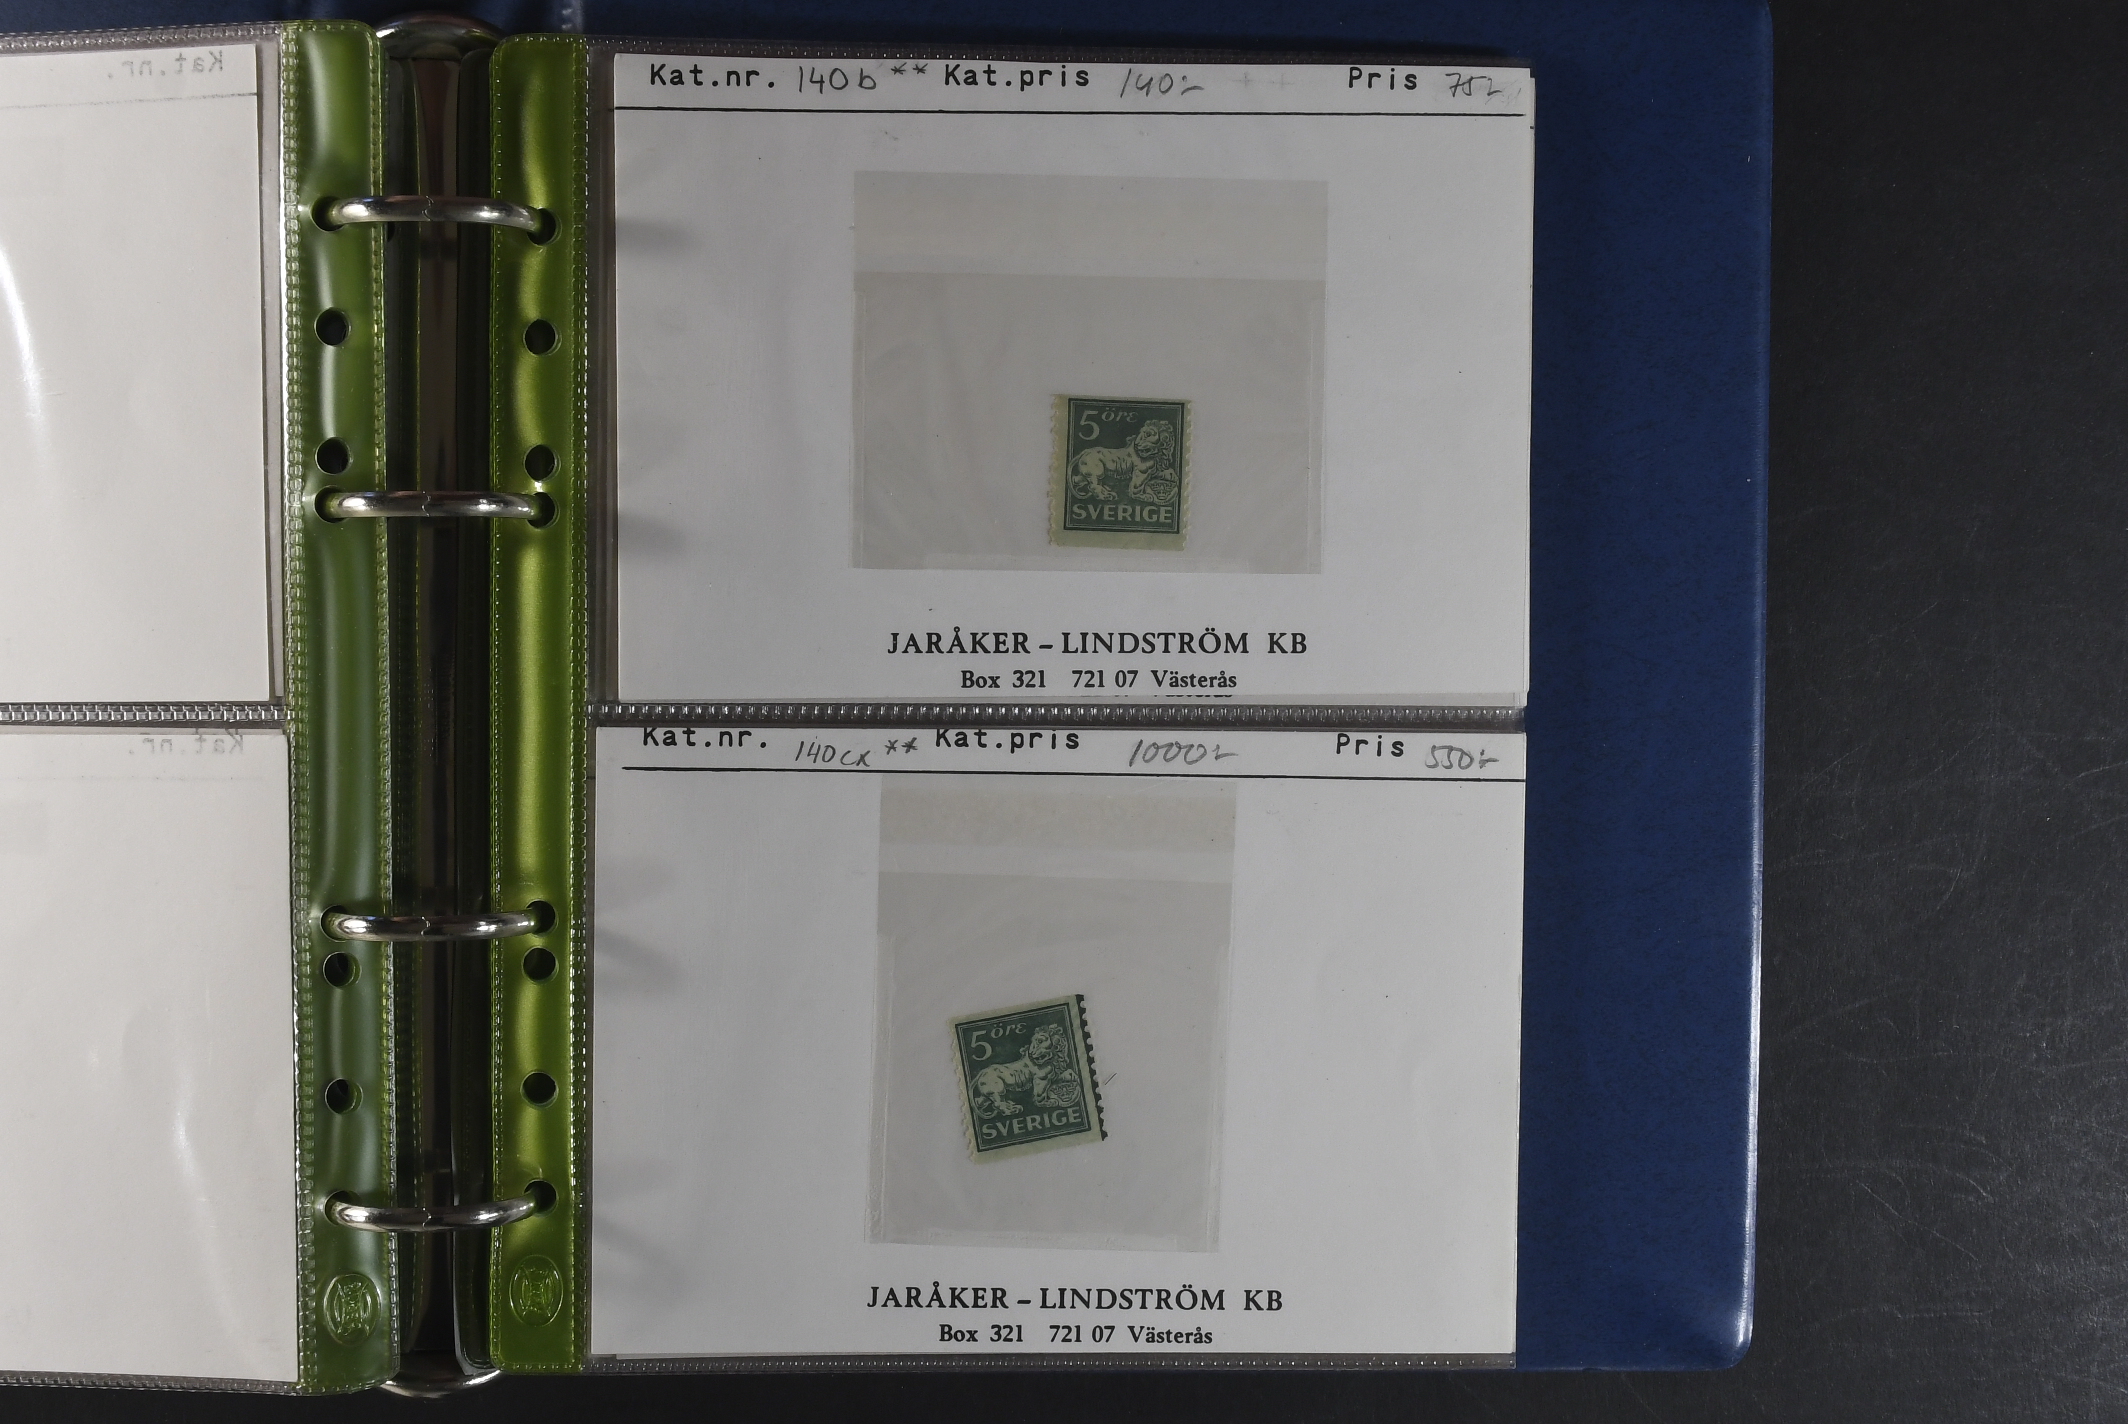 Kat.nr.
Kat.nr. 140b ** Kat.pris 140:- Pris 75:-
5 öre
SVERIGE
JARÅKER – LINDSTRÖM KB
Box 321 721 07 Västerås
Västerås
Kat.nr.
Kat.nr. 140cx ** Kat.pris 1000:- Pris 550:-
5 öre
SVERIGE
JARÅKER – LINDSTRÖM KB
Box 321 721 07 Västerås